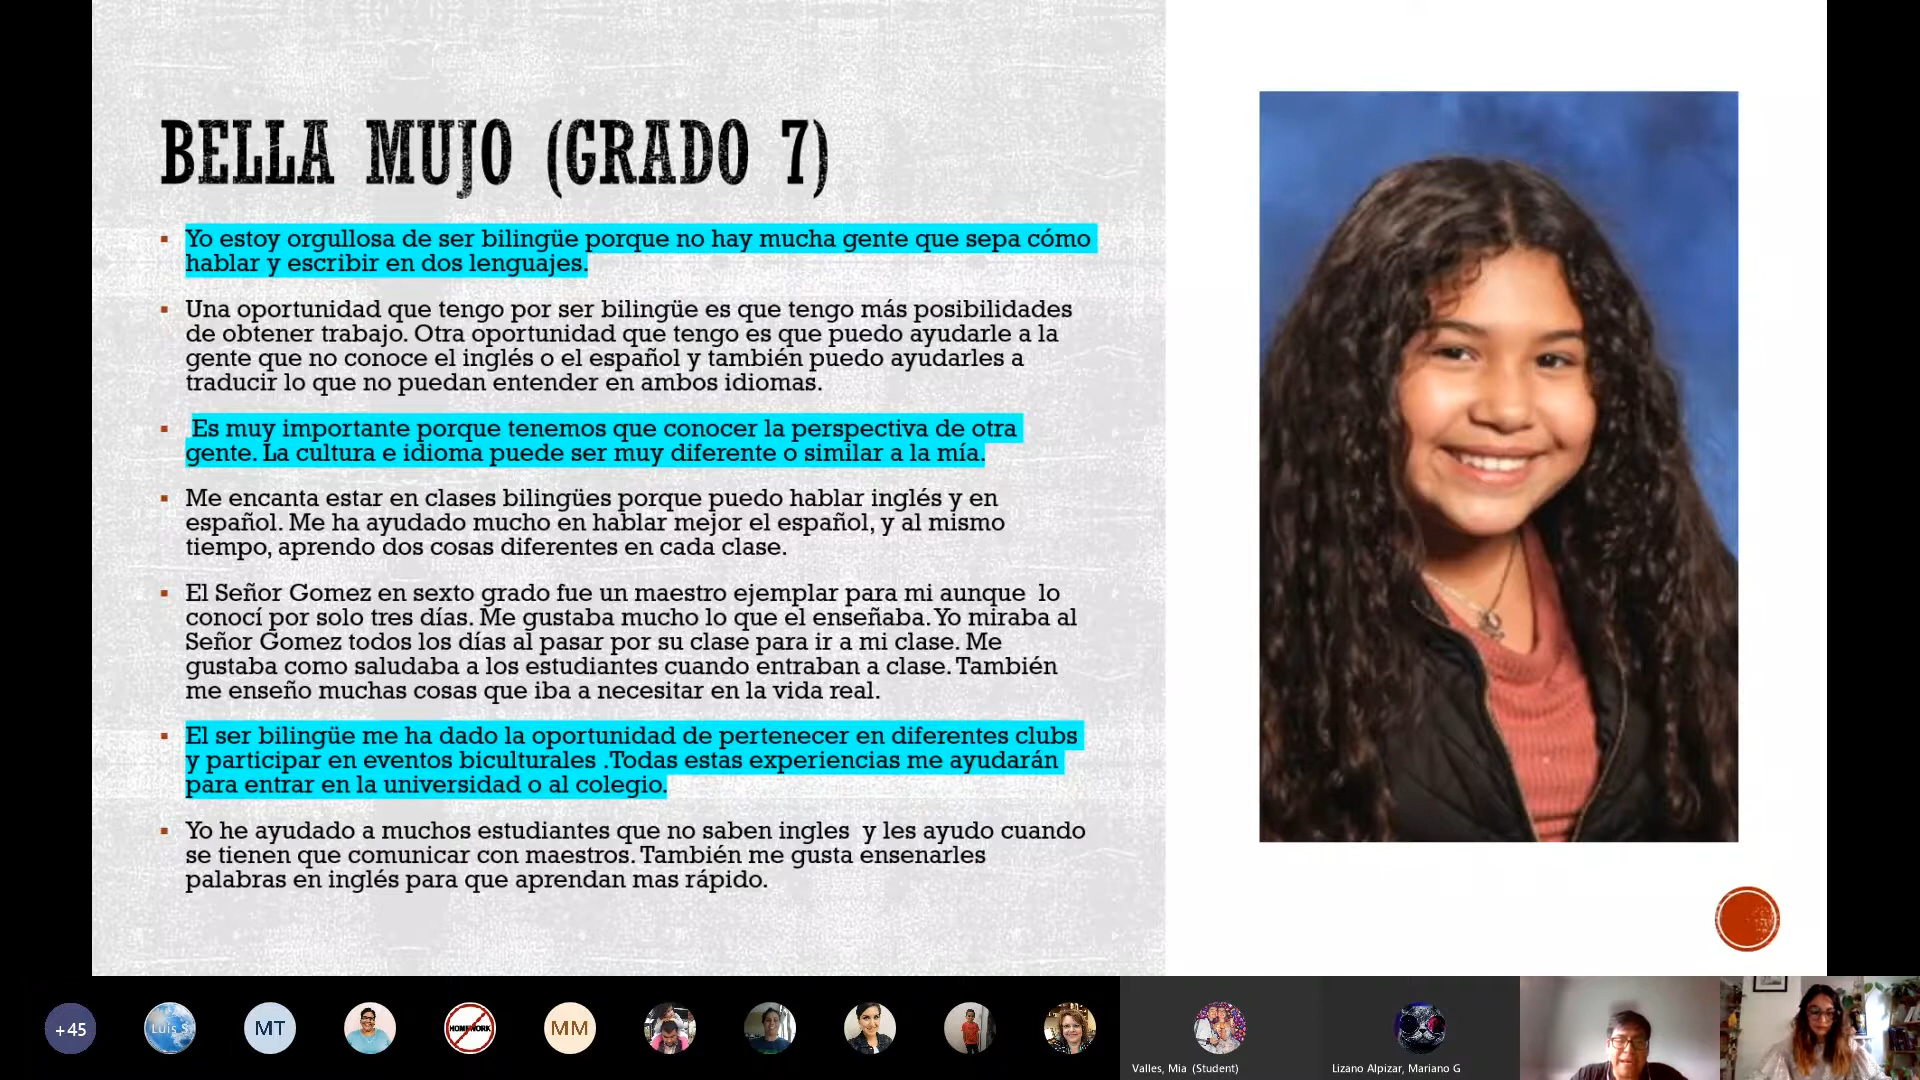 BELLA MUJO (GRADO 7)
Yo estoy orgullosa de ser bilingüe porque no hay mucha gente que sepa cómo
hablar y escribir en dos lenguajes.
Una oportunidad que tengo por ser bilingüe es que tengo más posibilidades
de obtener trabajo. Otra oportunidad que tengo es que puedo ayudarle a la
gente que no conoce el inglés o el español y también puedo ayudarles a
traducir lo que no puedan entender en ambos idiomas.
Es muy importante porque tenemos que conocer la perspectiva de otra
gente. La cultura e idioma puede ser muy diferente o similar a la mía.
Me encanta estar en clases bilingües porque puedo hablar inglés y en
español. Me ha ayudado mucho en hablar mejor el español, y al mismo
tiempo, aprendo dos cosas diferentes en cada clase.
El Señor Gomez en sexto grado fue un maestro ejemplar para mi aunque lo
conocí por solo tres días. Me gustaba mucho lo que el enseñaba. Yo miraba al
Señor Gomez todos los días al pasar por su clase para ir a mi clase. Me
gustaba como saludaba a los estudiantes cuando entraban a clase. También
me enseño muchas cosas que iba a necesitar en la vida real.
El ser bilingüe me ha dado la oportunidad de pertenecer en diferentes clubs
y participar en eventos biculturales .Todas estas experiencias me ayudarán
para entrar en la universidad o al colegio.
Yo he ayudado a muchos estudiantes que no saben ingles y les ayudo cuando
se tienen que comunicar con maestros. También me gusta ensenarles
palabras en inglés para que aprendan mas rápido.
+45
Luis S
MT
HOMEWORK
MM
Valles, Mia (Student)
Lizano Alpizar, Mariano G